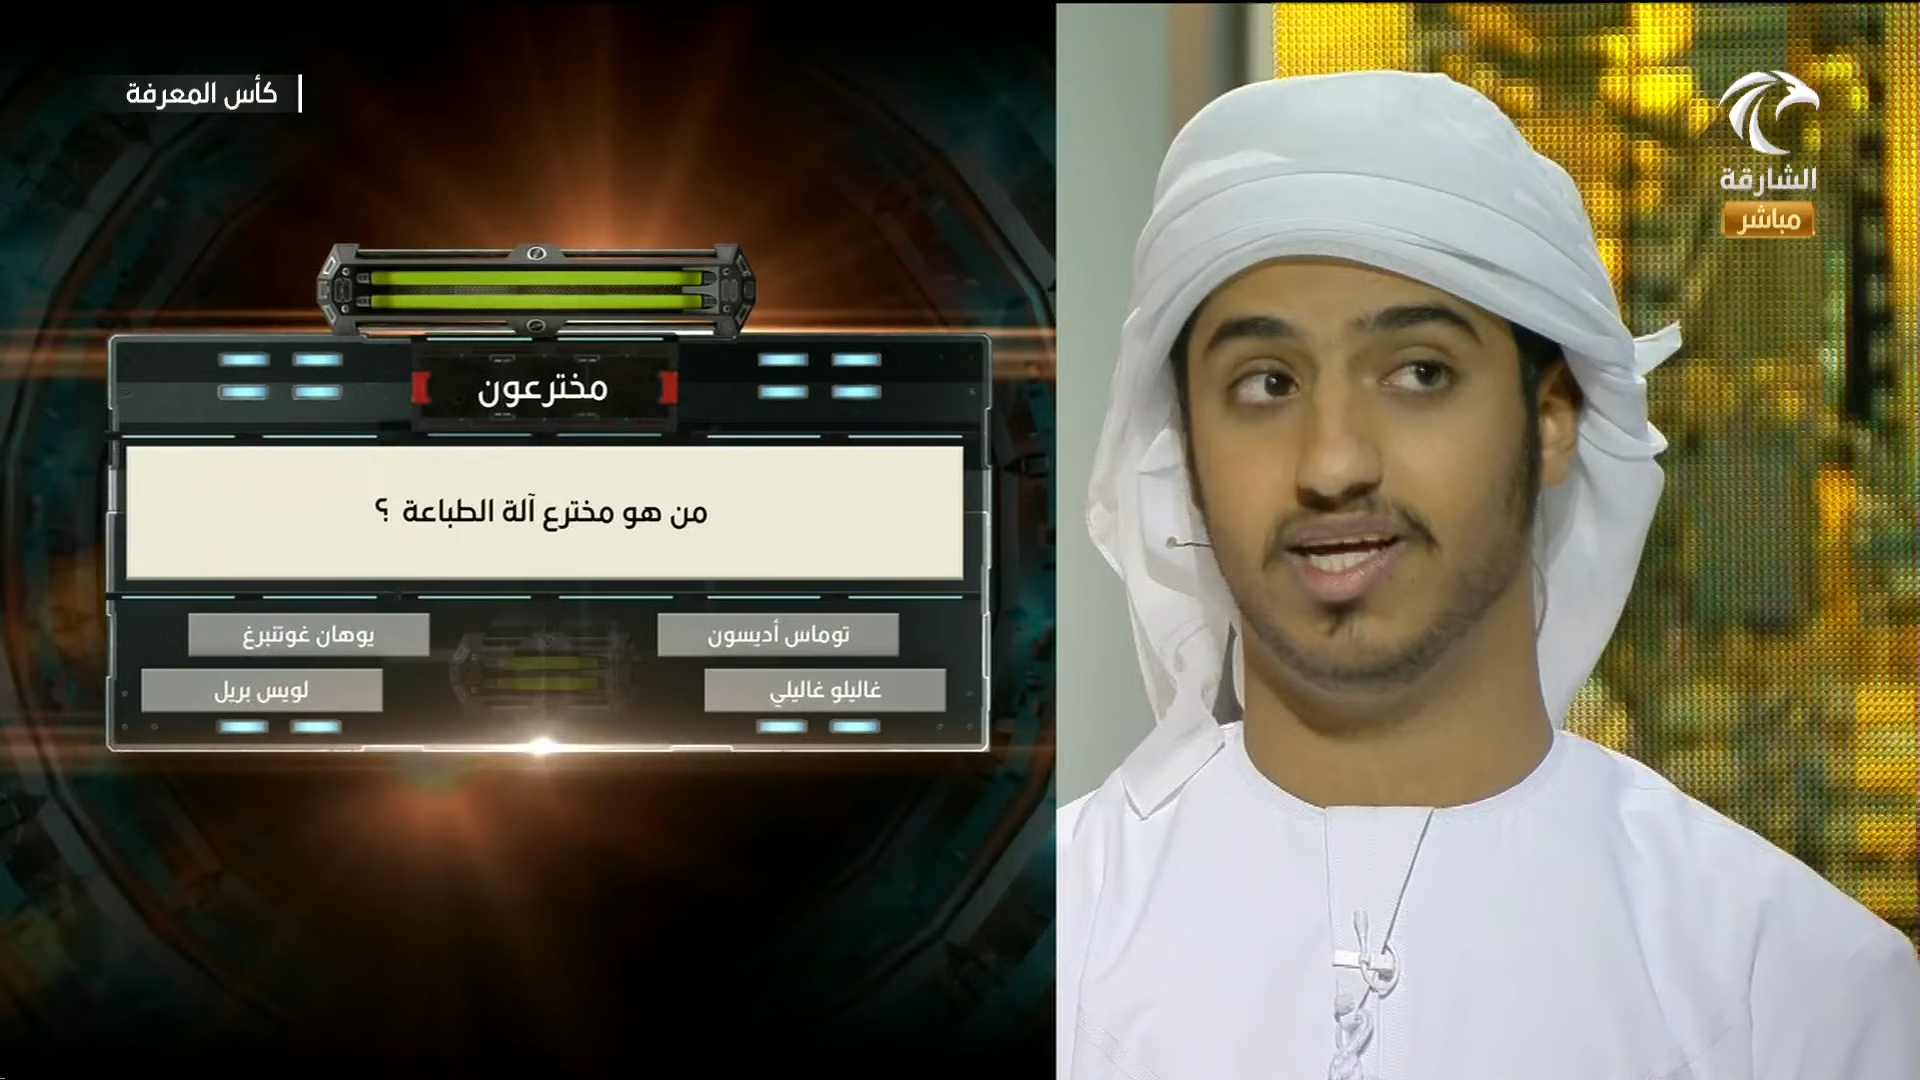 كأس المعرفة
الشارقة
مباشر
مخترعون
من هو مخترع آلة الطباعة ؟
توماس أديسون
يوهان غوتنبرغ
غاليلو غاليلي
لويس بريل